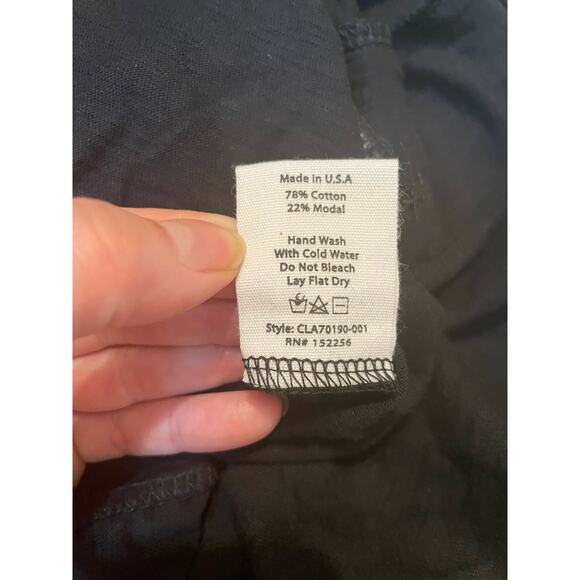 Made in U.S.A
78% Cotton
22% Modal
Hand Wash
With Cold Water
Do Not Bleach
Lay Flat Dry
Style: CLA70190-001
RN# 152256